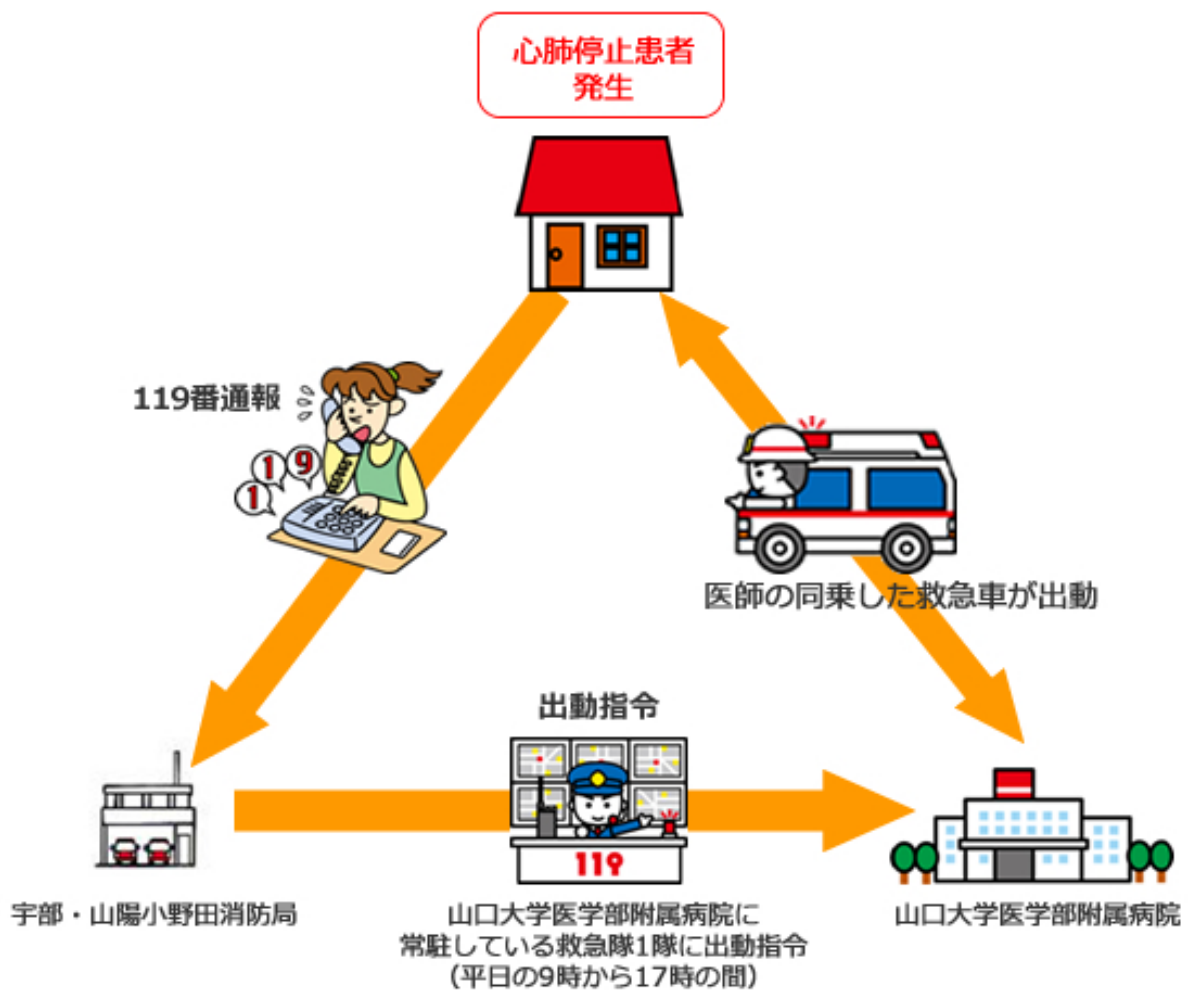 心肺停止患者
発生
119番通報
1 1 9
医師の同乗した救急車が出動
出動指令
119
宇部・山陽小野田消防局
山口大学医学部附属病院に
常駐している救急隊1隊に出動指令
（平日の9時から17時の間）
山口大学医学部附属病院